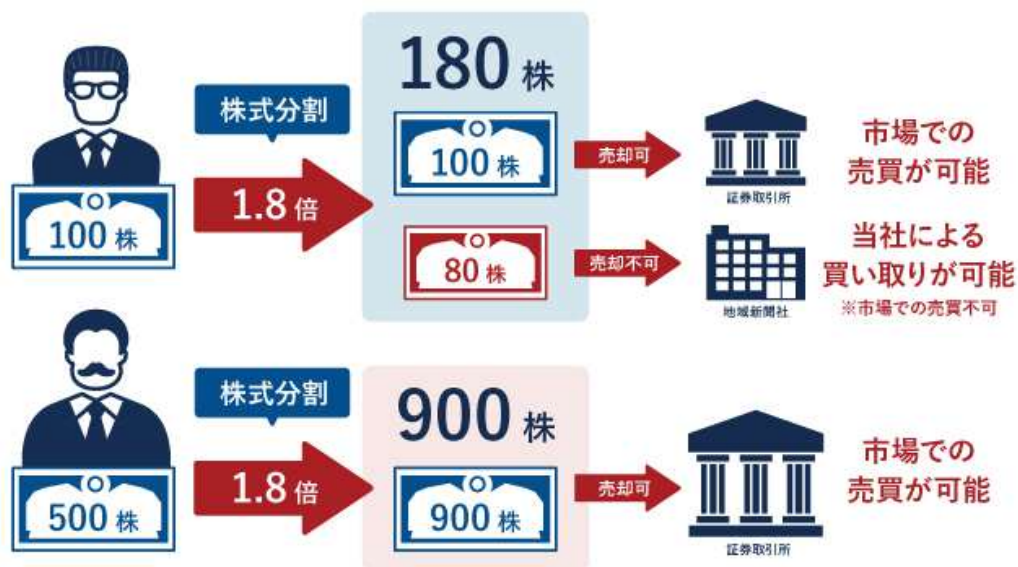 180 株
株式分割
100 株
売却可
市場での
売買が可能
1.8 倍
証券取引所
100 株
80 株
売却不可
当社による
買い取りが可能
※市場での売買不可
地域新聞社
株式分割
900 株
市場での
売買が可能
1.8 倍
売却可
500 株
900 株
証券取引所